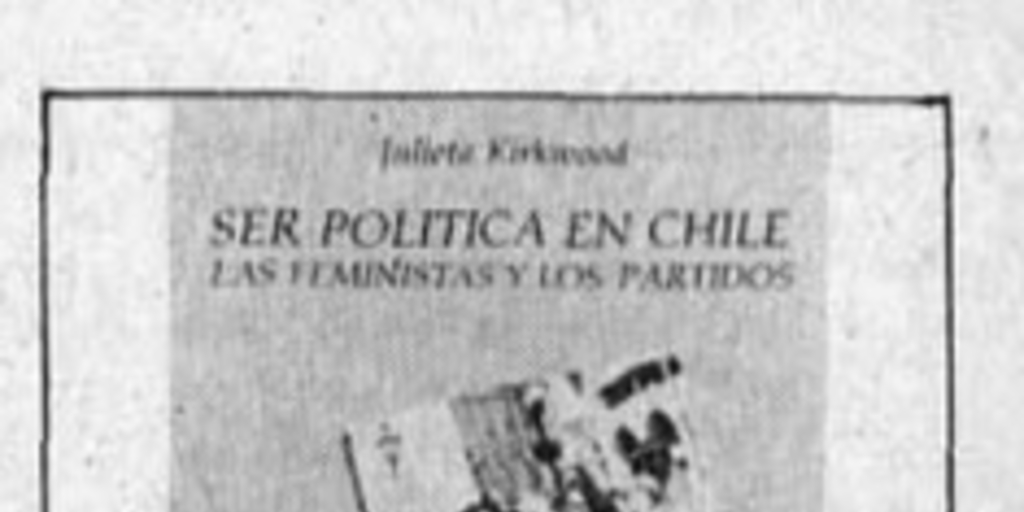 Julieta Kirkwood
SER POLITICA EN CHILE
LAS FEMINISTAS Y LOS PARTIDOS